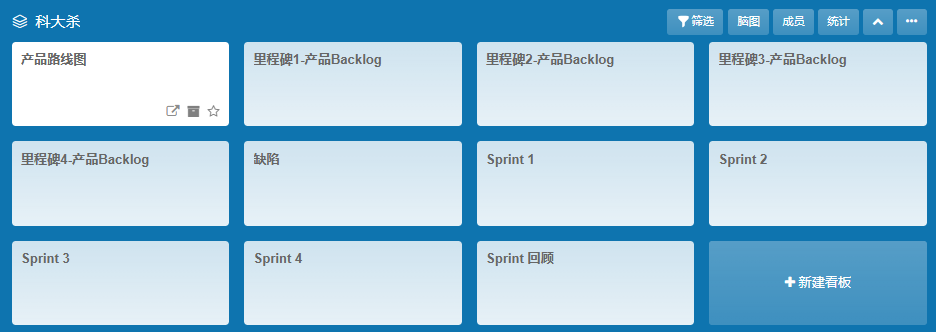 科大杀
筛选
脑图
成员
统计
产品路线图
里程碑1-产品Backlog
里程碑2-产品Backlog
里程碑3-产品Backlog
里程碑4-产品Backlog
缺陷
Sprint 1
Sprint 2
Sprint 3
Sprint 4
Sprint 回顾
新建看板